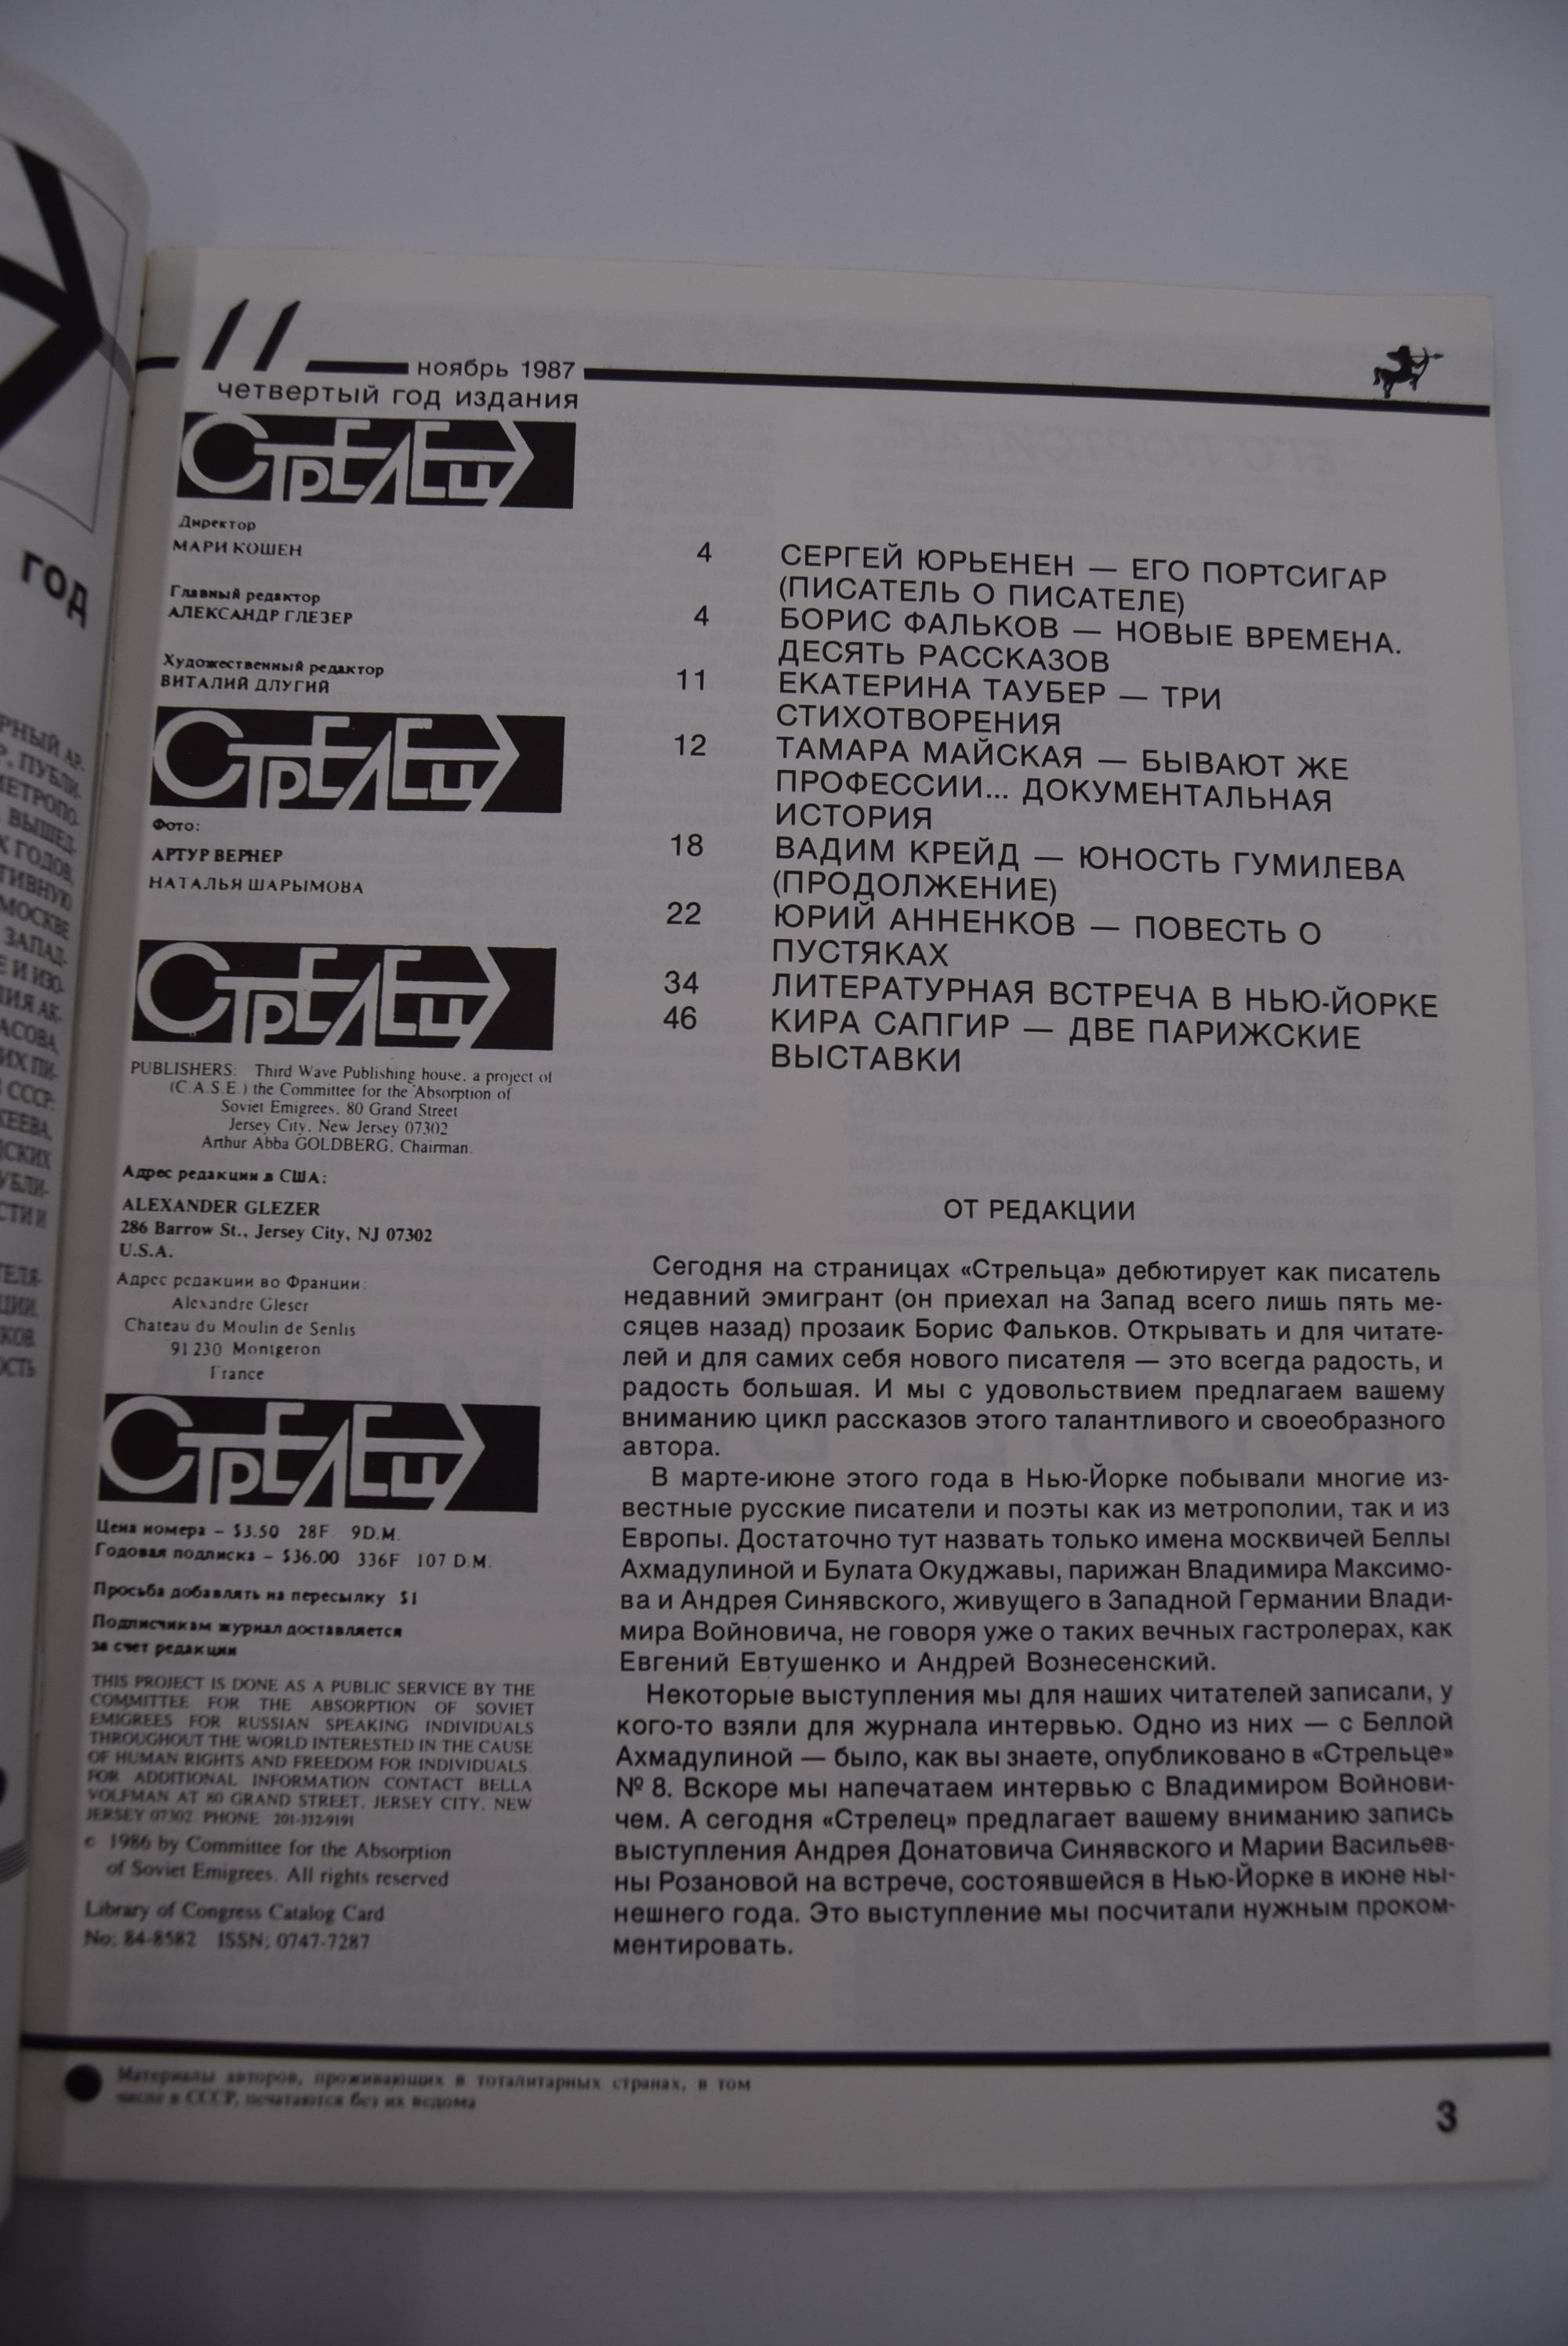 ГОД
11
ноябрь 1987
четвертый год издания
СТРЕЛЕЦ
Директор
МАРИ КОШЕН
Главный редактор
АЛЕКСАНДР ГЛЕЗЕР
Художественный редактор
ВИТАЛИЙ ДЛУГИЙ
СТРЕЛЕЦ
Фото:
АРТУР ВЕРНЕР
НАТАЛЬЯ ШАРЫМОВА
СТРЕЛЕЦ
PUBLISHERS: Third Wave Publishing house, a project of
(C.A.S.E.) the Committee for the Absorption of
Soviet Emigrees, 80 Grand Street
Jersey City, New Jersey 07302
Arthur Abba GOLDBERG, Chairman.
Адрес редакции в США:
ALEXANDER GLEZER
286 Barrow St., Jersey City, NJ 07302
U.S.A.
Адрес редакции во Франции:
Alexandre Gleser
Chateau du Moulin de Senlis
91 230 Montgeron
France
СТРЕЛЕЦ
Цена номера – $3.50 28F. 9D.M.
Годовая подписка – $36.00 336F 107 D.M.
Просьба добавлять на пересылку $1
Подписчикам журнал доставляется
за счет редакции
THIS PROJECT IS DONE AS A PUBLIC SERVICE BY THE
COMMITTEE FOR THE ABSORPTION OF SOVIET
EMIGREES FOR RUSSIAN SPEAKING INDIVIDUALS
THROUGHOUT THE WORLD INTERESTED IN THE CAUSE
OF HUMAN RIGHTS AND FREEDOM FOR INDIVIDUALS.
FOR ADDITIONAL INFORMATION CONTACT BELLA
VOLFMAN AT 80 GRAND STREET, JERSEY CITY, NEW
JERSEY 07302. PHONE 201-332-9191
© 1986 by Committee for the Absorption
of Soviet Emigrees. All rights reserved
Library of Congress Catalog Card
No: 84-8582 ISSN: 0747-7287
4 СЕРГЕЙ ЮРЬЕНЕН — ЕГО ПОРТСИГАР
(ПИСАТЕЛЬ О ПИСАТЕЛЕ)
4 БОРИС ФАЛЬКОВ — НОВЫЕ ВРЕМЕНА.
ДЕСЯТЬ РАССКАЗОВ
11 ЕКАТЕРИНА ТАУБЕР — ТРИ
СТИХОТВОРЕНИЯ
12 ТАМАРА МАЙСКАЯ — БЫВАЮТ ЖЕ
ПРОФЕССИИ... ДОКУМЕНТАЛЬНАЯ
ИСТОРИЯ
18 ВАДИМ КРЕЙД — ЮНОСТЬ ГУМИЛЕВА
(ПРОДОЛЖЕНИЕ)
22 ЮРИЙ АННЕНКОВ — ПОВЕСТЬ О
ПУСТЯКАХ
34 ЛИТЕРАТУРНАЯ ВСТРЕЧА В НЬЮ-ЙОРКЕ
46 КИРА САПГИР — ДВЕ ПАРИЖСКИЕ
ВЫСТАВКИ
ОТ РЕДАКЦИИ
Сегодня на страницах «Стрельца» дебютирует как писатель
недавний эмигрант (он приехал на Запад всего лишь пять ме-
сяцев назад) прозаик Борис Фальков. Открывать и для читате-
лей и для самих себя нового писателя — это всегда радость, и
радость большая. И мы с удовольствием предлагаем вашему
вниманию цикл рассказов этого талантливого и своеобразного
автора.
В марте-июне этого года в Нью-Йорке побывали многие из-
вестные русские писатели и поэты как из метрополии, так и из
Европы. Достаточно тут назвать только имена москвичей Беллы
Ахмадулиной и Булата Окуджавы, парижан Владимира Максимо-
ва и Андрея Синявского, живущего в Западной Германии Влади-
мира Войновича, не говоря уже о таких вечных гастролерах, как
Евгений Евтушенко и Андрей Вознесенский.
Некоторые выступления мы для наших читателей записали, у
кого-то взяли для журнала интервью. Одно из них — с Беллой
Ахмадулиной — было, как вы знаете, опубликовано в «Стрельце»
№ 8. Вскоре мы напечатаем интервью с Владимиром Войнови-
чем. А сегодня «Стрелец» предлагает вашему вниманию запись
выступления Андрея Донатовича Синявского и Марии Васильев-
ны Розановой на встрече, состоявшейся в Нью-Йорке в июне ны-
нешнего года. Это выступление мы посчитали нужным проком-
ментировать.
Материалы авторов, проживающих в тоталитарных странах, в том
числе в СССР, печатаются без их ведома
3